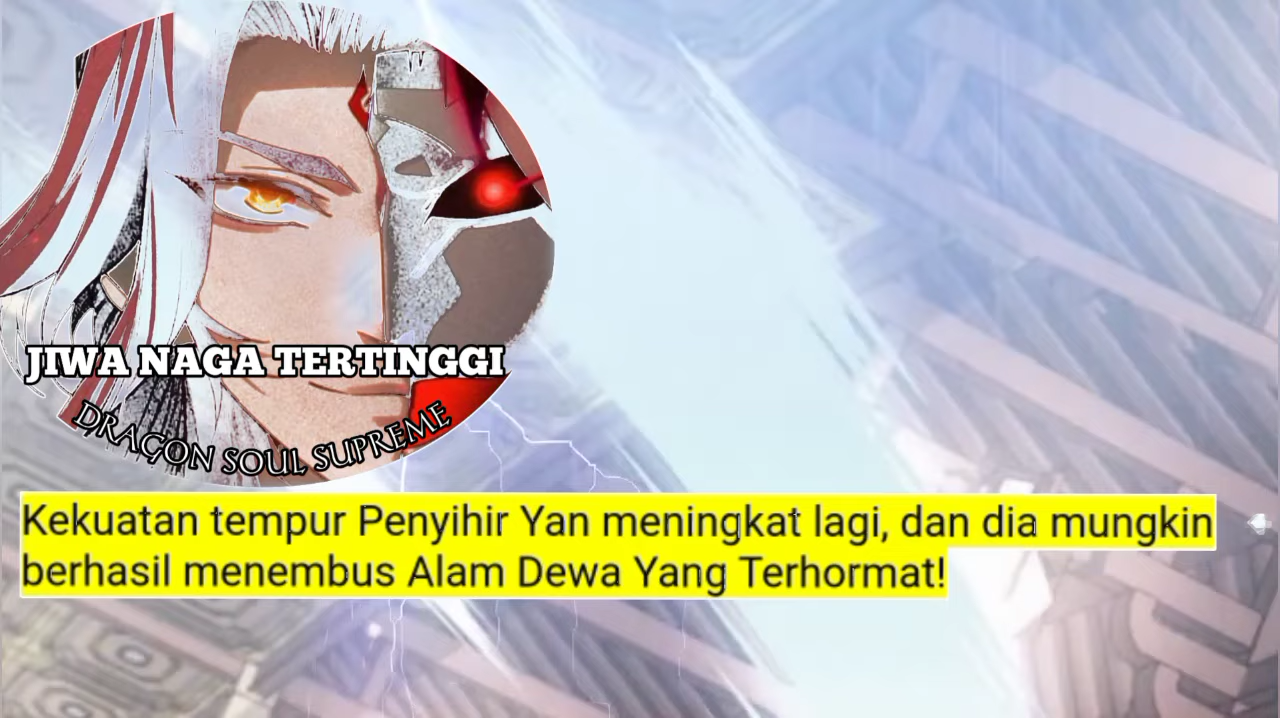 JIWA NAGA TERTINGGI
DRAGON SOUL SUPREME
Kekuatan tempur Penyihir Yan meningkat lagi, dan dia mungkin
berhasil menembus Alam Dewa Yang Terhormat!